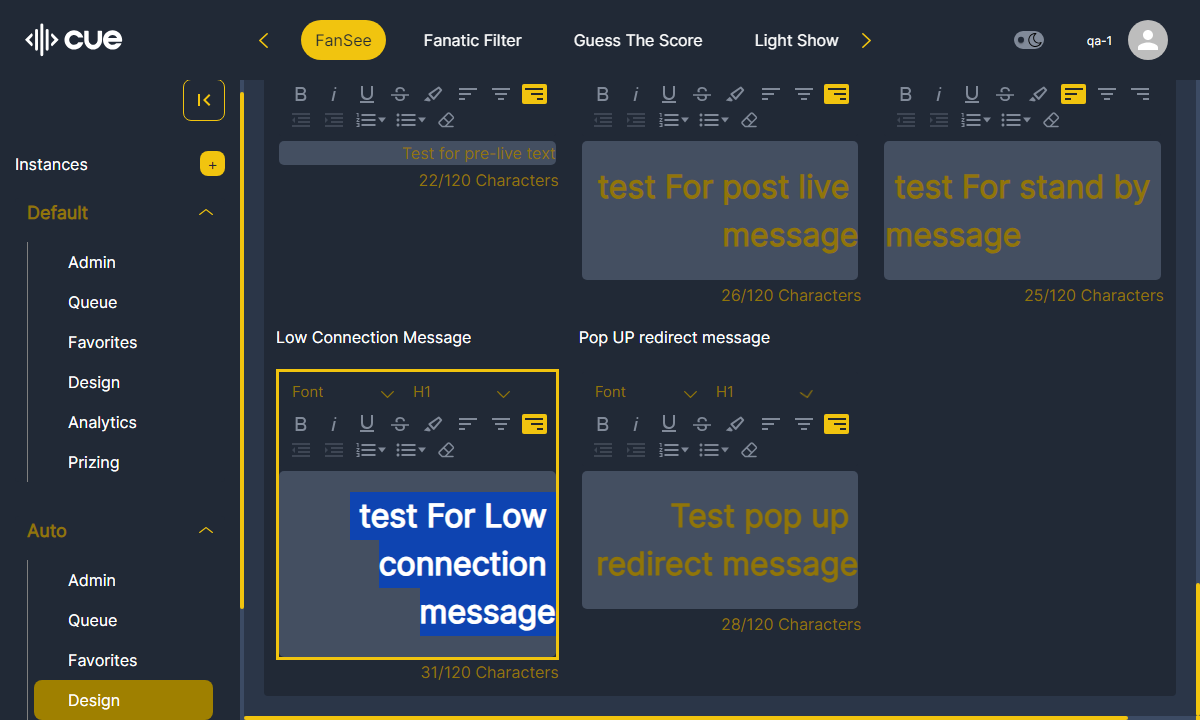 cue
FanSee
Fanatic Filter
Guess The Score
Light Show
qa-1
Instances
+
Default
Admin
Queue
Favorites
Design
Analytics
Prizing
Auto
Admin
Queue
Favorites
Design
Test for pre-live text
22/120 Characters
test For post live
message
26/120 Characters
test For stand by
message
25/120 Characters
Low Connection Message
Font
H1
test For Low
connection
message
31/120 Characters
Pop UP redirect message
Font
H1
Test pop up
redirect message
28/120 Characters